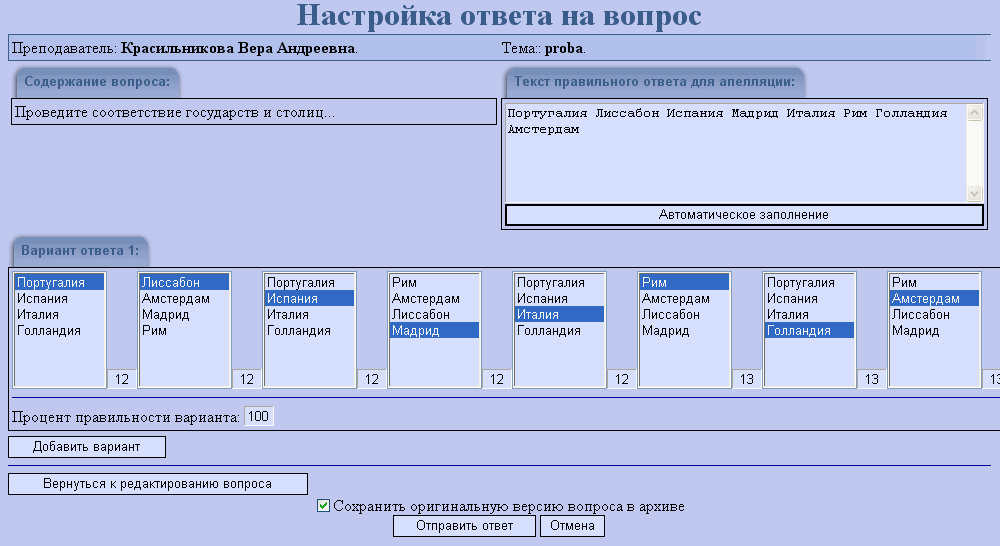 Настройка ответа на вопрос
Преподаватель: Красильникова Вера Андреевна. Тема:: proba.
Содержание вопроса: Текст правильного ответа для апелляции:
Проведите соответствие государств и столиц...
Португалия Лиссабон Испания Мадрид Италия Рим Голландия
Амстердам
Автоматическое заполнение
Вариант ответа 1:
Португалия Лиссабон Португалия Рим Португалия Рим Португалия Рим
Испания Амстердам Испания Амстердам Испания Амстердам Испания Амстердам
Италия Мадрид Италия Лиссабон Италия Лиссабон Италия Лиссабон
Голландия Рим Голландия Мадрид Голландия Мадрид Голландия Мадрид
12 12 12 12 12 13 13 13
Процент правильности варианта: 100
Добавить вариант
Вернуться к редактированию вопроса
Сохранить оригинальную версию вопроса в архиве
Отправить ответ Отмена